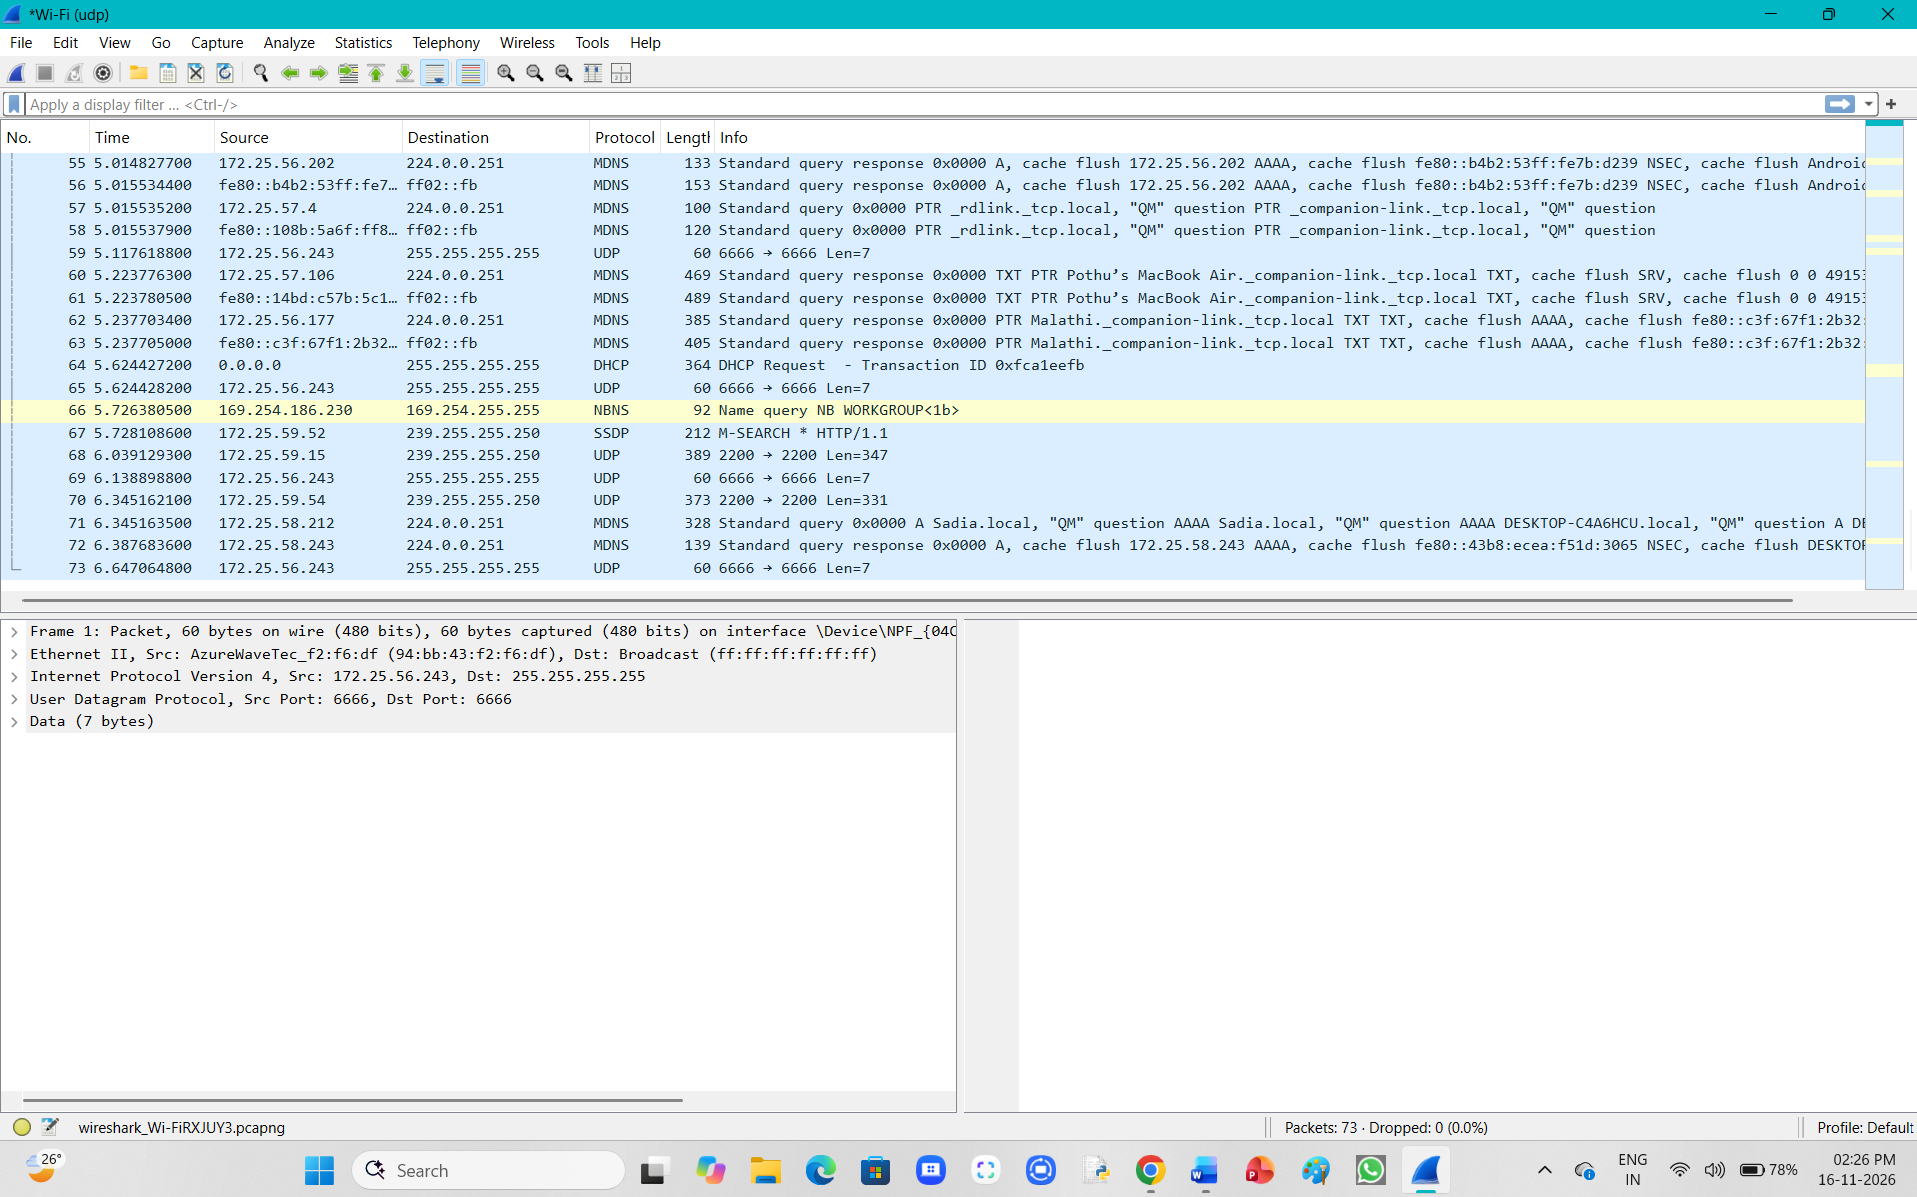 *Wi-Fi (udp)
File Edit View Go Capture Analyze Statistics Telephony Wireless Tools Help
Apply a display filter ... <Ctrl-/>
No. Time Source Destination Protocol Length Info
55 5.014827700 172.25.56.202 224.0.0.251 MDNS 133 Standard query response 0x0000 A, cache flush 172.25.56.202 AAAA, cache flush fe80::b4b2:53ff:fe7b:d239 NSEC, cache flush Android
56 5.015534400 fe80::b4b2:53ff:fe7… ff02::fb MDNS 153 Standard query response 0x0000 A, cache flush 172.25.56.202 AAAA, cache flush fe80::b4b2:53ff:fe7b:d239 NSEC, cache flush Android
57 5.015535200 172.25.57.4 224.0.0.251 MDNS 100 Standard query 0x0000 PTR _rdlink._tcp.local, "QM" question PTR _companion-link._tcp.local, "QM" question
58 5.015537900 fe80::108b:5a6f:ff8… ff02::fb MDNS 120 Standard query 0x0000 PTR _rdlink._tcp.local, "QM" question PTR _companion-link._tcp.local, "QM" question
59 5.117618800 172.25.56.243 255.255.255.255 UDP 60 6666 → 6666 Len=7
60 5.223776300 172.25.57.106 224.0.0.251 MDNS 469 Standard query response 0x0000 TXT PTR Pothu’s MacBook Air._companion-link._tcp.local TXT, cache flush SRV, cache flush 0 0 49153
61 5.223780500 fe80::14bd:c57b:5c1… ff02::fb MDNS 489 Standard query response 0x0000 TXT PTR Pothu’s MacBook Air._companion-link._tcp.local TXT, cache flush SRV, cache flush 0 0 49153
62 5.237703400 172.25.56.177 224.0.0.251 MDNS 385 Standard query response 0x0000 PTR Malathi._companion-link._tcp.local TXT TXT, cache flush AAAA, cache flush fe80::c3f:67f1:2b32:
63 5.237705000 fe80::c3f:67f1:2b32… ff02::fb MDNS 405 Standard query response 0x0000 PTR Malathi._companion-link._tcp.local TXT TXT, cache flush AAAA, cache flush fe80::c3f:67f1:2b32:
64 5.624427200 0.0.0.0 255.255.255.255 DHCP 364 DHCP Request - Transaction ID 0xfca1eefb
65 5.624428200 172.25.56.243 255.255.255.255 UDP 60 6666 → 6666 Len=7
66 5.726380500 169.254.186.230 169.254.255.255 NBNS 92 Name query NB WORKGROUP<1b>
67 5.728108600 172.25.59.52 239.255.255.250 SSDP 212 M-SEARCH * HTTP/1.1
68 6.039129300 172.25.59.15 239.255.255.250 UDP 389 2200 → 2200 Len=347
69 6.138898800 172.25.56.243 255.255.255.255 UDP 60 6666 → 6666 Len=7
70 6.345162100 172.25.59.54 239.255.255.250 UDP 373 2200 → 2200 Len=331
71 6.345163500 172.25.58.212 224.0.0.251 MDNS 328 Standard query 0x0000 A Sadia.local, "QM" question AAAA Sadia.local, "QM" question AAAA DESKTOP-C4A6HCU.local, "QM" question A DE
72 6.387683600 172.25.58.243 224.0.0.251 MDNS 139 Standard query response 0x0000 A, cache flush 172.25.58.243 AAAA, cache flush fe80::43b8:ecea:f51d:3065 NSEC, cache flush DESKTOP
73 6.647064800 172.25.56.243 255.255.255.255 UDP 60 6666 → 6666 Len=7
Frame 1: Packet, 60 bytes on wire (480 bits), 60 bytes captured (480 bits) on interface \Device\NPF_{04C
Ethernet II, Src: AzureWaveTec_f2:f6:df (94:bb:43:f2:f6:df), Dst: Broadcast (ff:ff:ff:ff:ff:ff)
Internet Protocol Version 4, Src: 172.25.56.243, Dst: 255.255.255.255
User Datagram Protocol, Src Port: 6666, Dst Port: 6666
Data (7 bytes)
wireshark_Wi-FiRXJUY3.pcapng Packets: 73 · Dropped: 0 (0.0%) Profile: Default
26° Search ENG 78% 02:26 PM
IN 16-11-2026